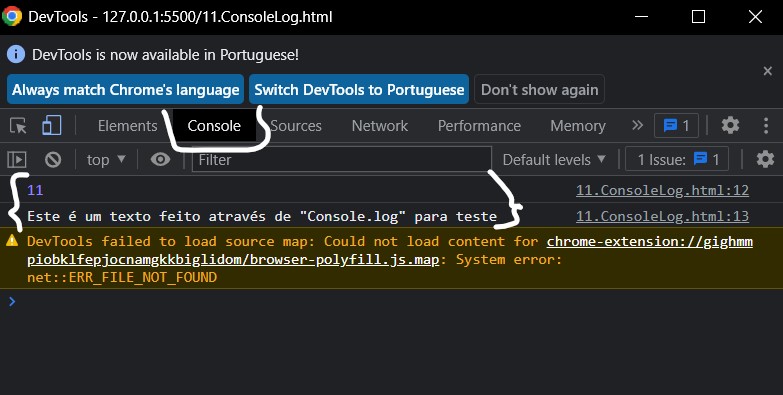 DevTools - 127.0.0.1:5500/11.ConsoleLog.html
DevTools is now available in Portuguese!
Always match Chrome's language Switch DevTools to Portuguese Don't show again
Elements Console Sources Network Performance Memory 1
top Filter Default levels 1 Issue: 1
11 11.ConsoleLog.html:12
Este é um texto feito através de "Console.log" para teste 11.ConsoleLog.html:13
DevTools failed to load source map: Could not load content for chrome-extension://gighmm
piobklfepjocnamgkkbiglidom/browser-polyfill.js.map: System error:
net::ERR_FILE_NOT_FOUND